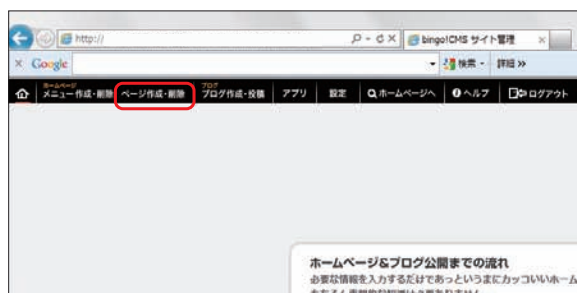 http://
bingo!CMS サイト管理
Google
検索
詳細 »
ホームページ
メニュー作成・削除
ページ作成・削除
ブログ
ブログ作成・投稿
アプリ
設定
ホームページへ
ヘルプ
ログアウト
ホームページ&ブログ公開までの流れ
必要な情報を入力するだけであっというまにカッコいいホーム